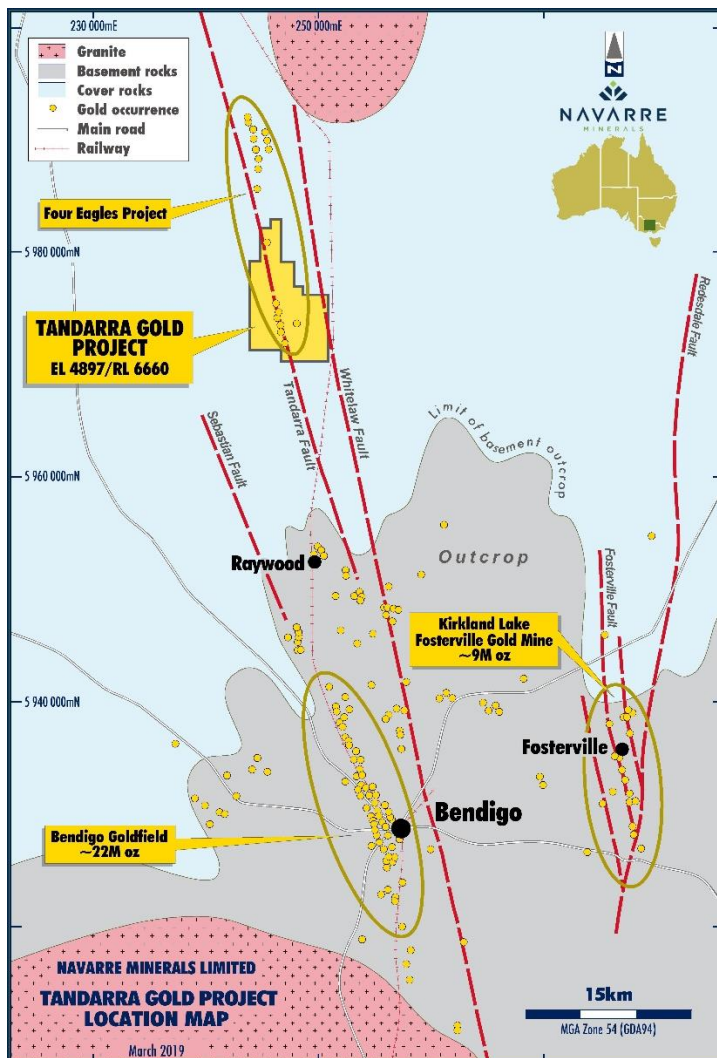 230 000mE
250 000mE
Granite
Basement rocks
Cover rocks
Gold occurrence
Main road
Railway
N
NAVARRE
MINERALS
Four Eagles Project
5 980 000mN
TANDARRA GOLD
PROJECT
EL 4897/RL 6660
Redesdale Fault
Sebastian Fault
Tandarra Fault
Whitelaw Fault
Limit of basement outcrop
5 960 000mN
Raywood
Outcrop
Fosterville Fault
Kirkland Lake
Fosterville Gold Mine
~9M oz
5 940 000mN
Fosterville
Bendigo
Bendigo Goldfield
~22M oz
NAVARRE MINERALS LIMITED
TANDARRA GOLD PROJECT
LOCATION MAP
March 2019
15km
MGA Zone 54 (GDA94)